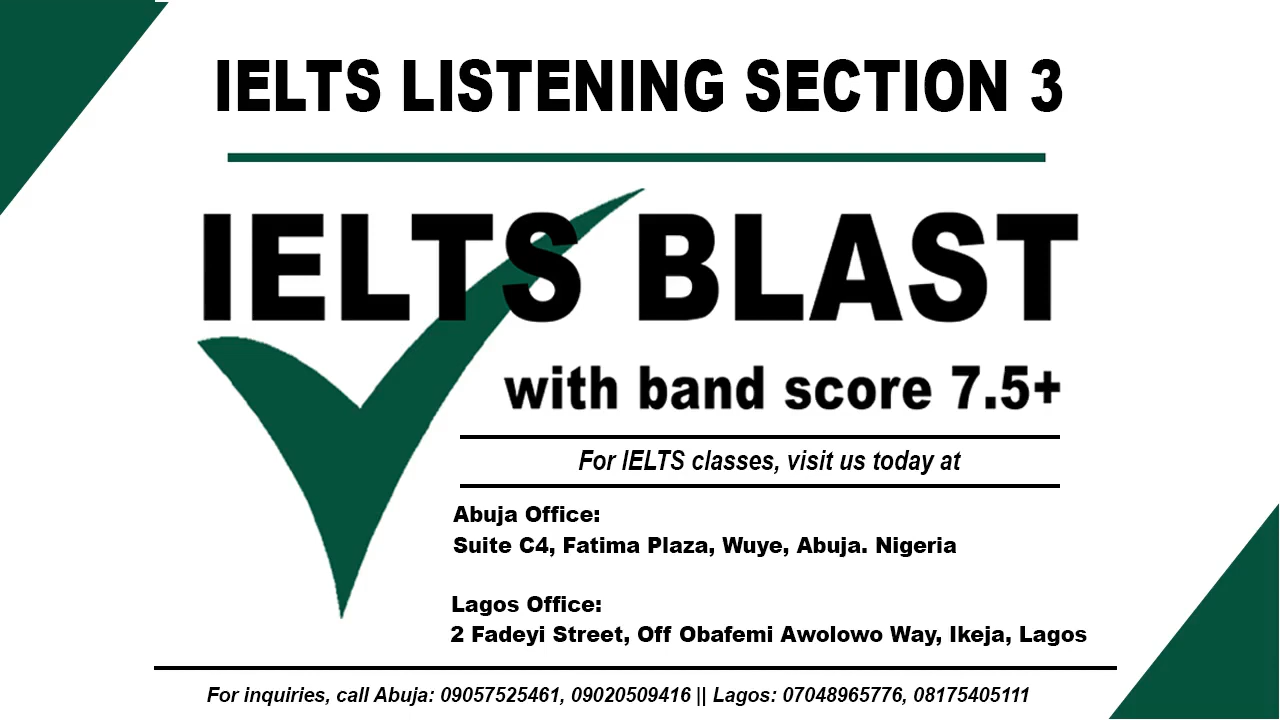 IELTS LISTENING SECTION 3
IELTS BLAST
with band score 7.5+
For IELTS classes, visit us today at
Abuja Office:
Suite C4, Fatima Plaza, Wuye, Abuja. Nigeria
Lagos Office:
2 Fadeyi Street, Off Obafemi Awolowo Way, Ikeja, Lagos
For inquiries, call Abuja: 09057525461, 09020509416 || Lagos: 07048965776, 08175405111